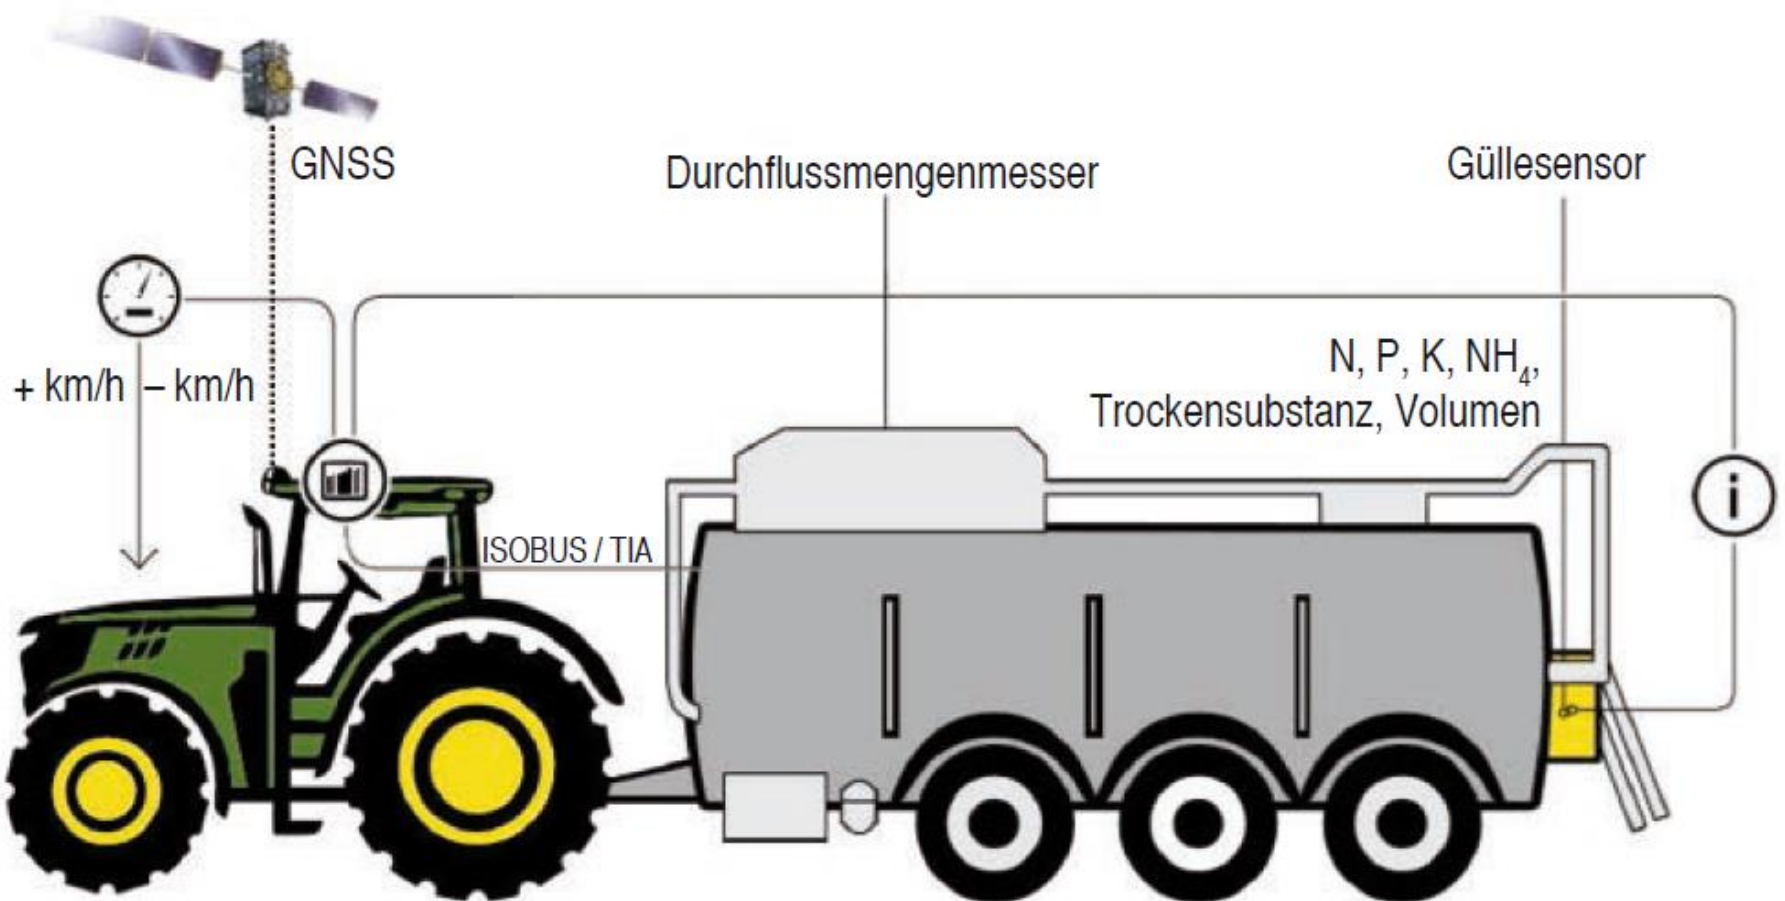 GNSS
Durchflussmengenmesser
Güllesensor
+ km/h – km/h
N, P, K, NH₄,
Trockensubstanz, Volumen
i
ISOBUS / TIA